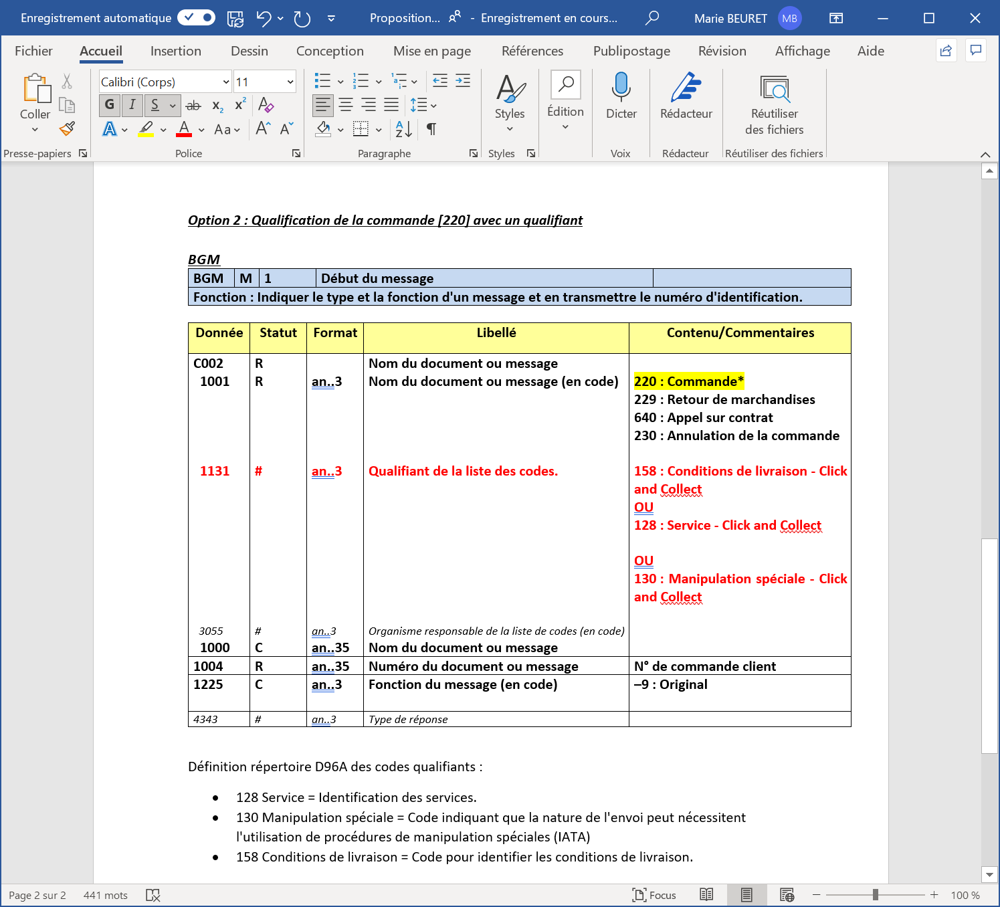 Enregistrement automatique
Proposition... - Enregistrement en cours...
Marie BEURET MB
Fichier Accueil Insertion Dessin Conception Mise en page Références Publipostage Révision Affichage Aide
Calibri (Corps) 11
Coller
G I S ab x₂ x² A
A A Aa A A A Z ¶
Styles
Édition
Dicter
Rédacteur
Réutiliser
des fichiers
Presse-papiers Police Paragraphe Styles Voix Rédacteur Réutiliser des fichiers
Option 2 : Qualification de la commande [220] avec un qualifiant
BGM
BGM M 1 Début du message
Fonction : Indiquer le type et la fonction d'un message et en transmettre le numéro d'identification.
Donnée Statut Format Libellé Contenu/Commentaires
C002 R Nom du document ou message
1001 R an..3 Nom du document ou message (en code) 220 : Commande*
229 : Retour de marchandises
640 : Appel sur contrat
230 : Annulation de la commande
1131 # an..3 Qualifiant de la liste des codes. 158 : Conditions de livraison - Click
and Collect
OU
128 : Service - Click and Collect
OU
130 : Manipulation spéciale - Click
and Collect
3055 # an..3 Organisme responsable de la liste de codes (en code)
1000 C an..35 Nom du document ou message
1004 R an..35 Numéro du document ou message N° de commande client
1225 C an..3 Fonction du message (en code) –9 : Original
4343 # an..3 Type de réponse
Définition répertoire D96A des codes qualifiants :
• 128 Service = Identification des services.
• 130 Manipulation spéciale = Code indiquant que la nature de l'envoi peut nécessitent
l'utilisation de procédures de manipulation spéciales (IATA)
• 158 Conditions de livraison = Code pour identifier les conditions de livraison.
Page 2 sur 2 441 mots Focus 100 %